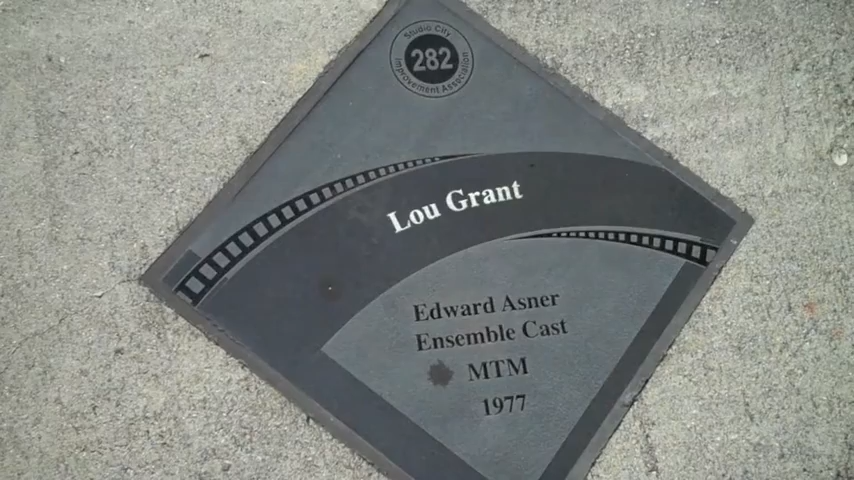 Studio City
282
Improvement Association
Lou Grant
Edward Asner
Ensemble Cast
MTM
1977